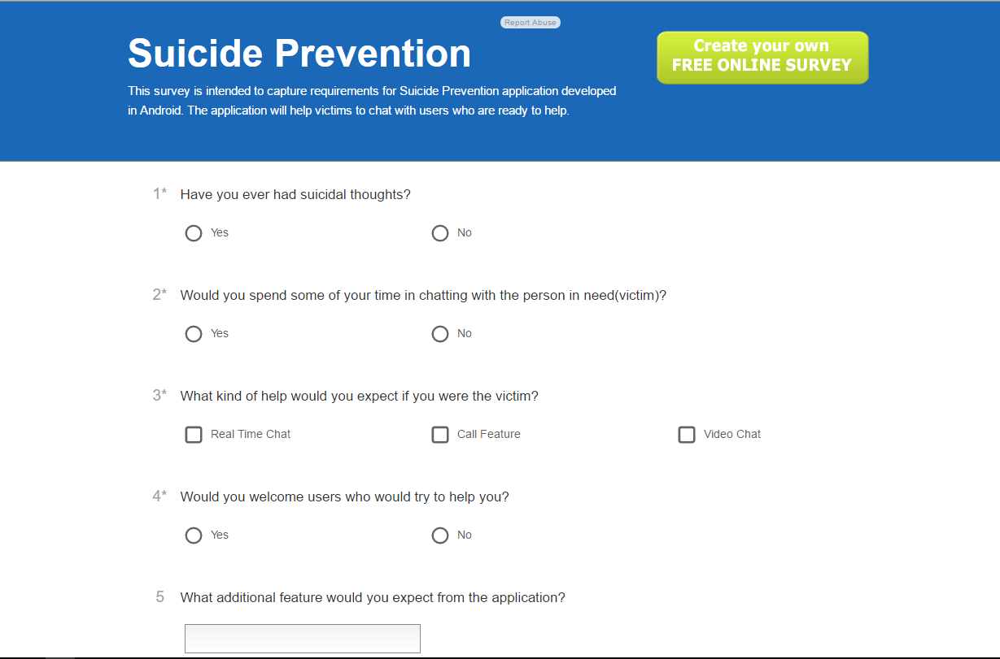 Report Abuse
Suicide Prevention
Create your own
FREE ONLINE SURVEY
This survey is intended to capture requirements for Suicide Prevention application developed
in Android. The application will help victims to chat with users who are ready to help.
1* Have you ever had suicidal thoughts?
Yes No
2* Would you spend some of your time in chatting with the person in need(victim)?
Yes No
3* What kind of help would you expect if you were the victim?
Real Time Chat Call Feature Video Chat
4* Would you welcome users who would try to help you?
Yes No
5 What additional feature would you expect from the application?